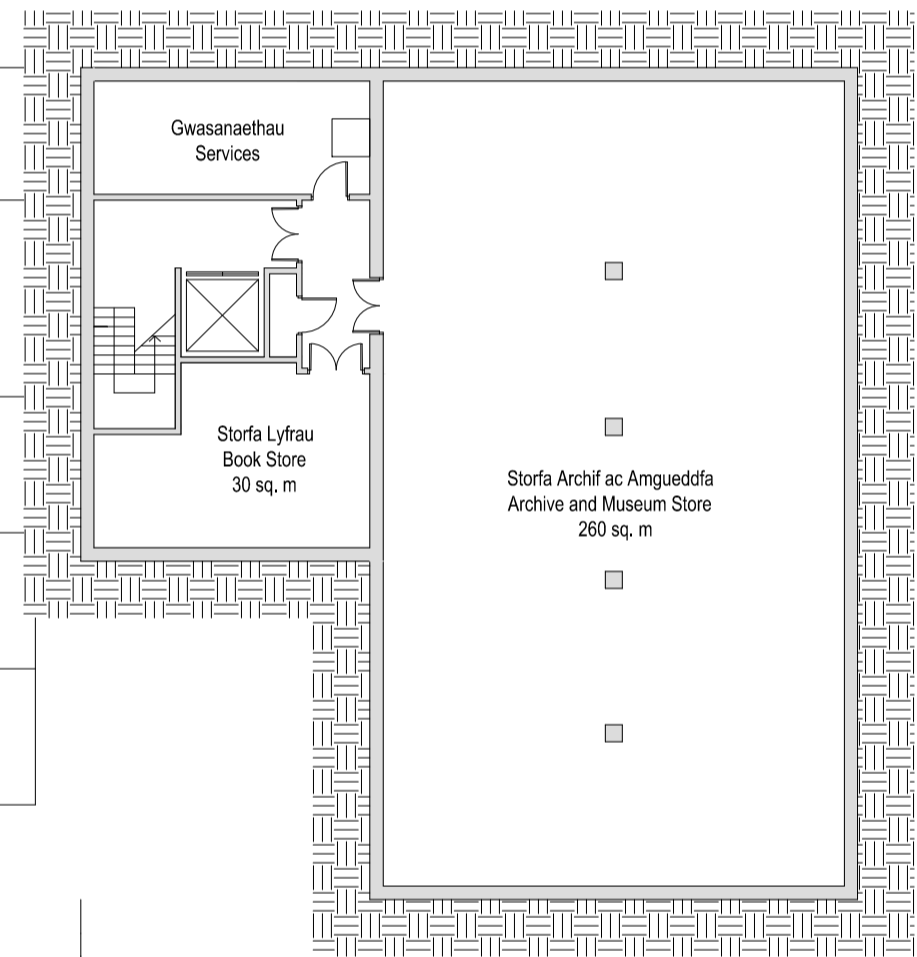 Gwasanaethau
Services
Storfa Lyfrau
Book Store
30 sq. m
Storfa Archif ac Amgueddfa
Archive and Museum Store
260 sq. m